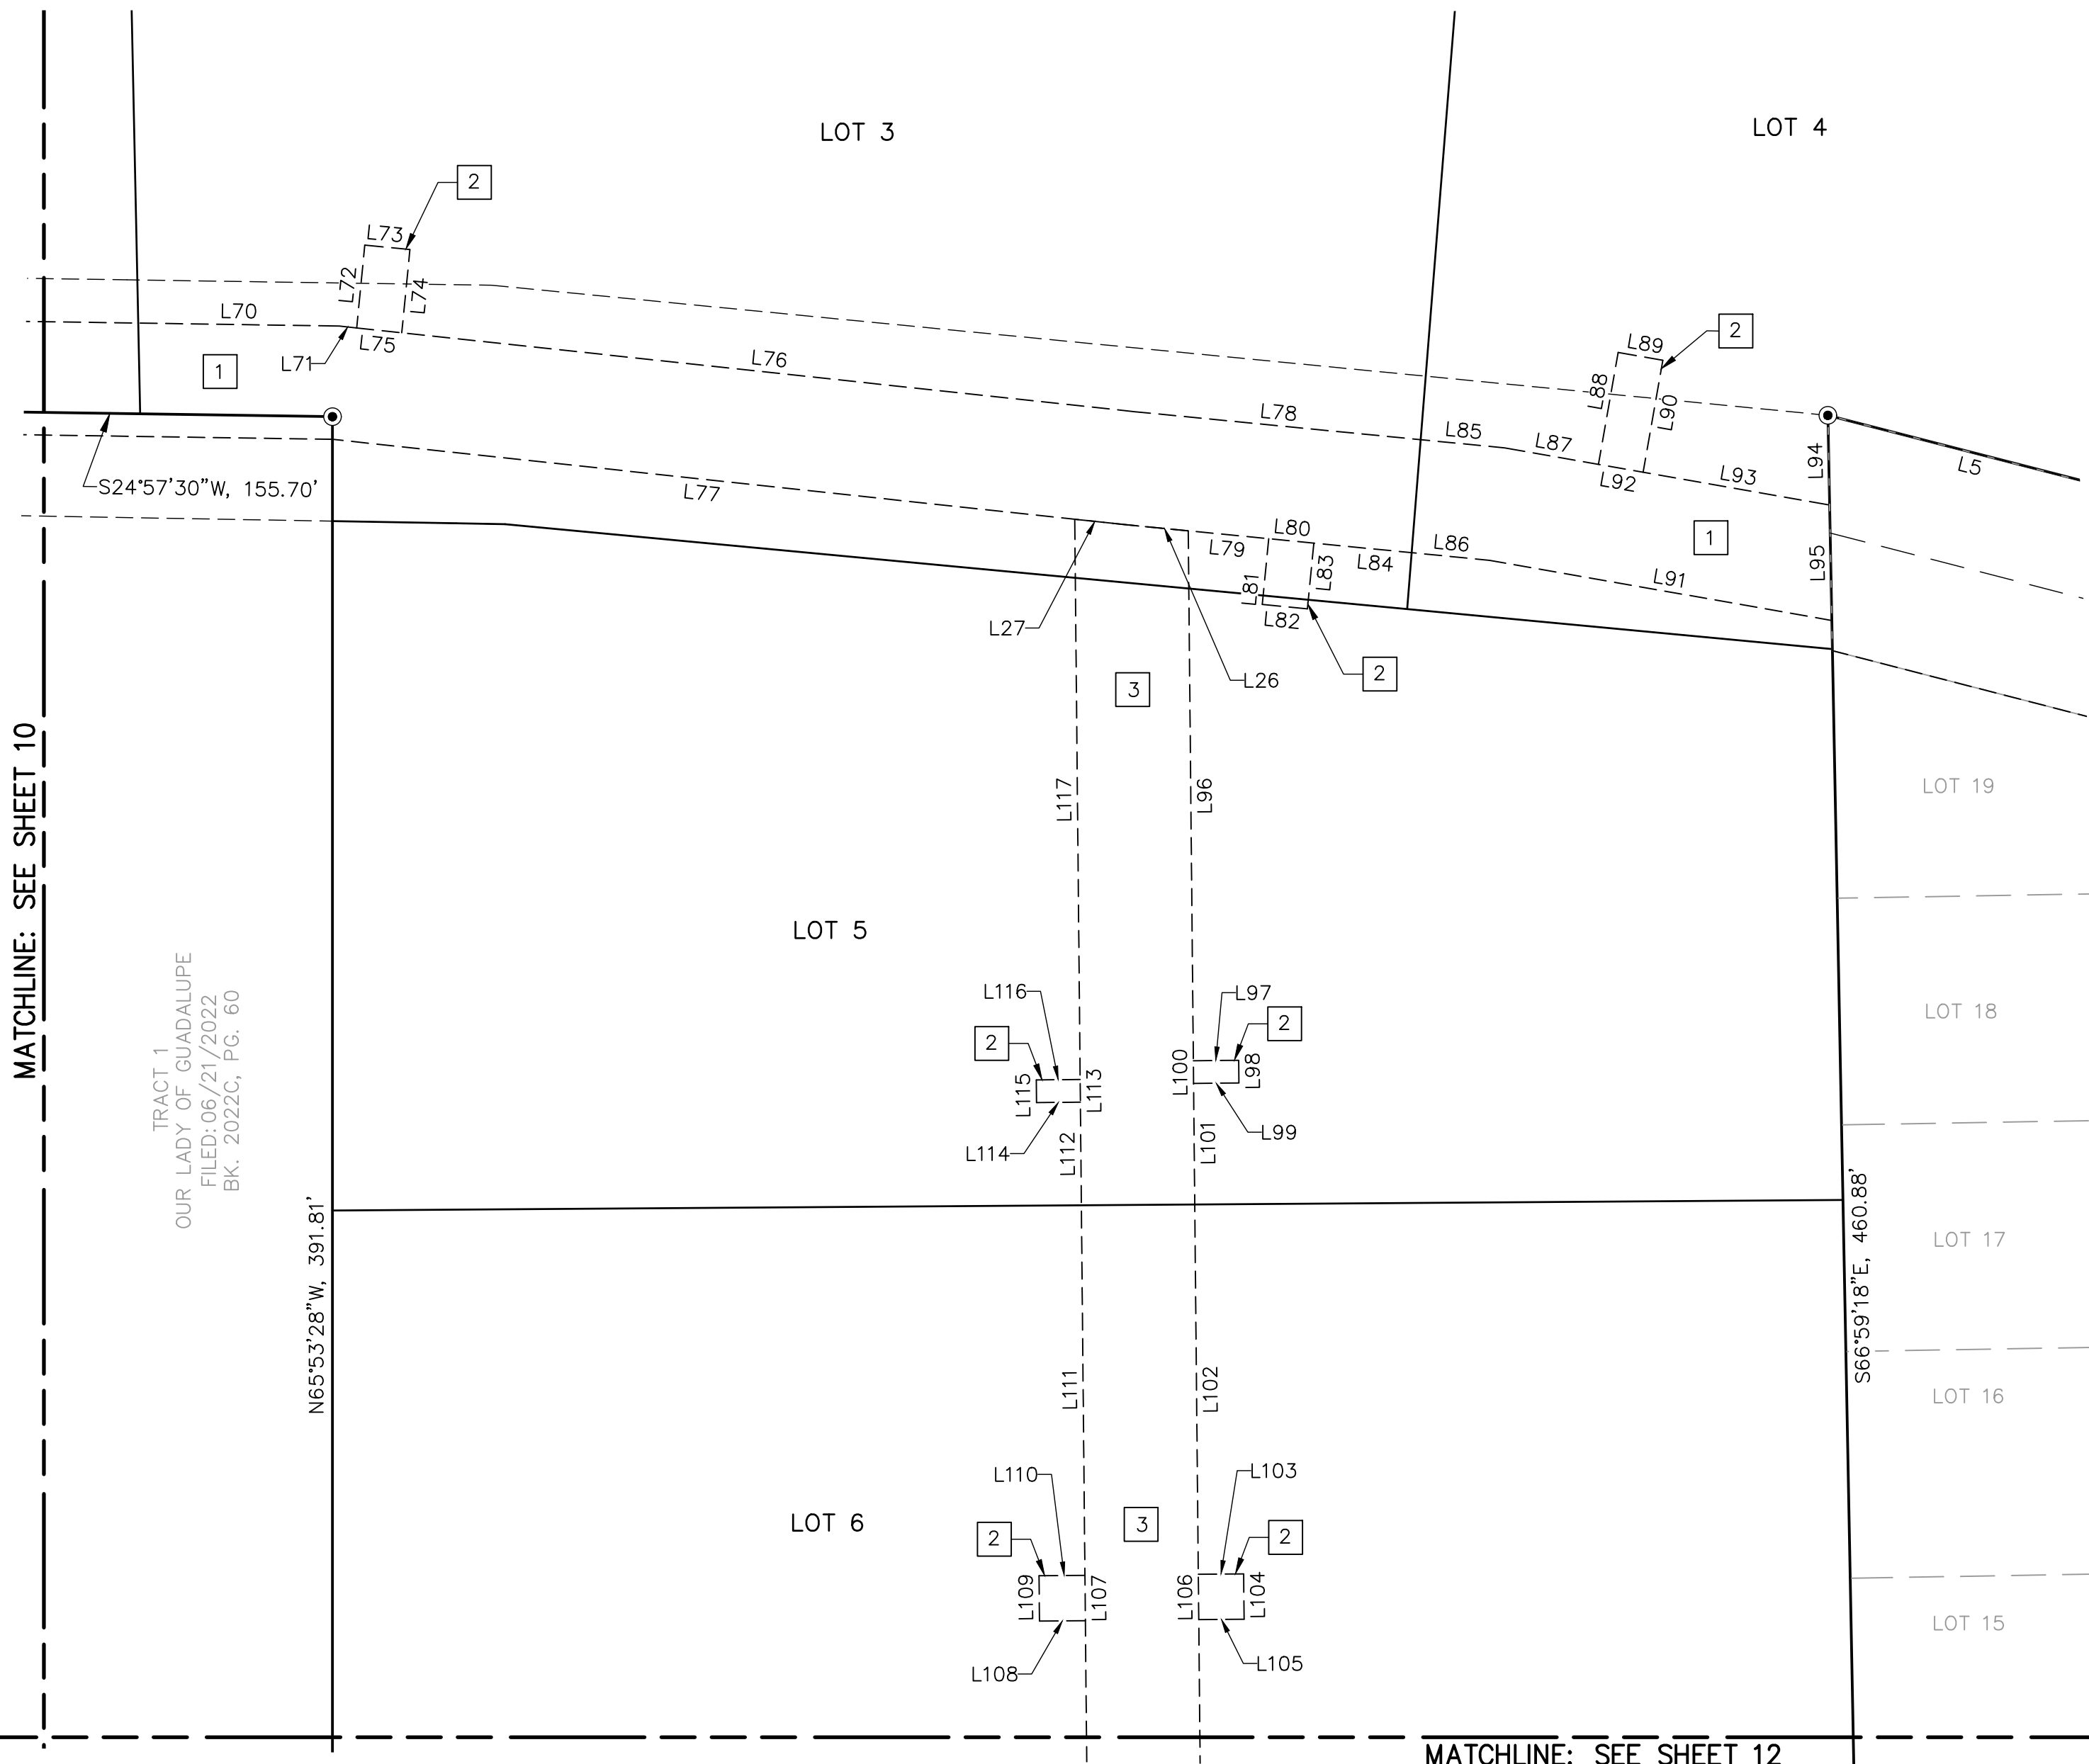 LOT 3
LOT 4
2
L73
L72
L74
L70
L75
L71
1
L76
2
L89
L88
L90
L78
L85
L87
L92
L93
L94
L5
S24°57'30"W, 155.70'
L77
L80
L79
L81
L83
L82
L84
L86
1
L95
L91
L27
L26
2
3
MATCHLINE: SEE SHEET 10
L117
L96
LOT 19
LOT 5
L116
L97
2
2
L115
L113
L100
L98
L114
L112
L101
L99
LOT 18
TRACT 1
OUR LADY OF GUADALUPE
FILED: 06/21/2022
BK. 2022C, PG. 60
N65°53'28"W, 391.81'
S66°59'18"E, 460.88'
LOT 17
L111
L102
LOT 16
L110
L103
LOT 6
2
3
2
L109
L107
L106
L104
L108
L105
LOT 15
MATCHLINE: SEE SHEET 12